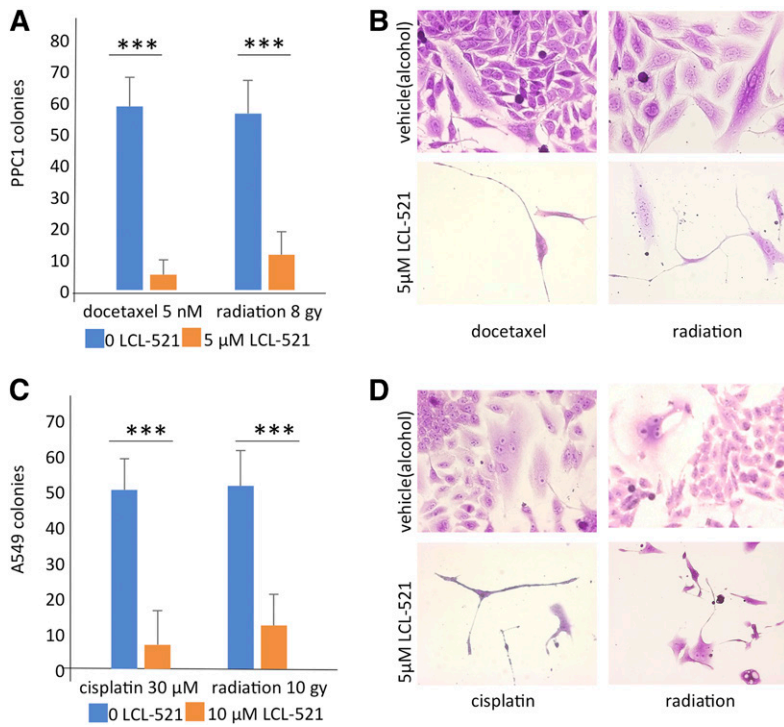 A
PPC1 colonies
80
70
60
50
40
30
20
10
0
***
***
docetaxel 5 nM
radiation 8 gy
0 LCL-521
5 µM LCL-521
B
vehicle(alcohol)
5µM LCL-521
docetaxel
radiation
C
A549 colonies
70
60
50
40
30
20
10
0
***
***
cisplatin 30 µM
radiation 10 gy
0 LCL-521
10 µM LCL-521
D
vehicle(alcohol)
5µM LCL-521
cisplatin
radiation